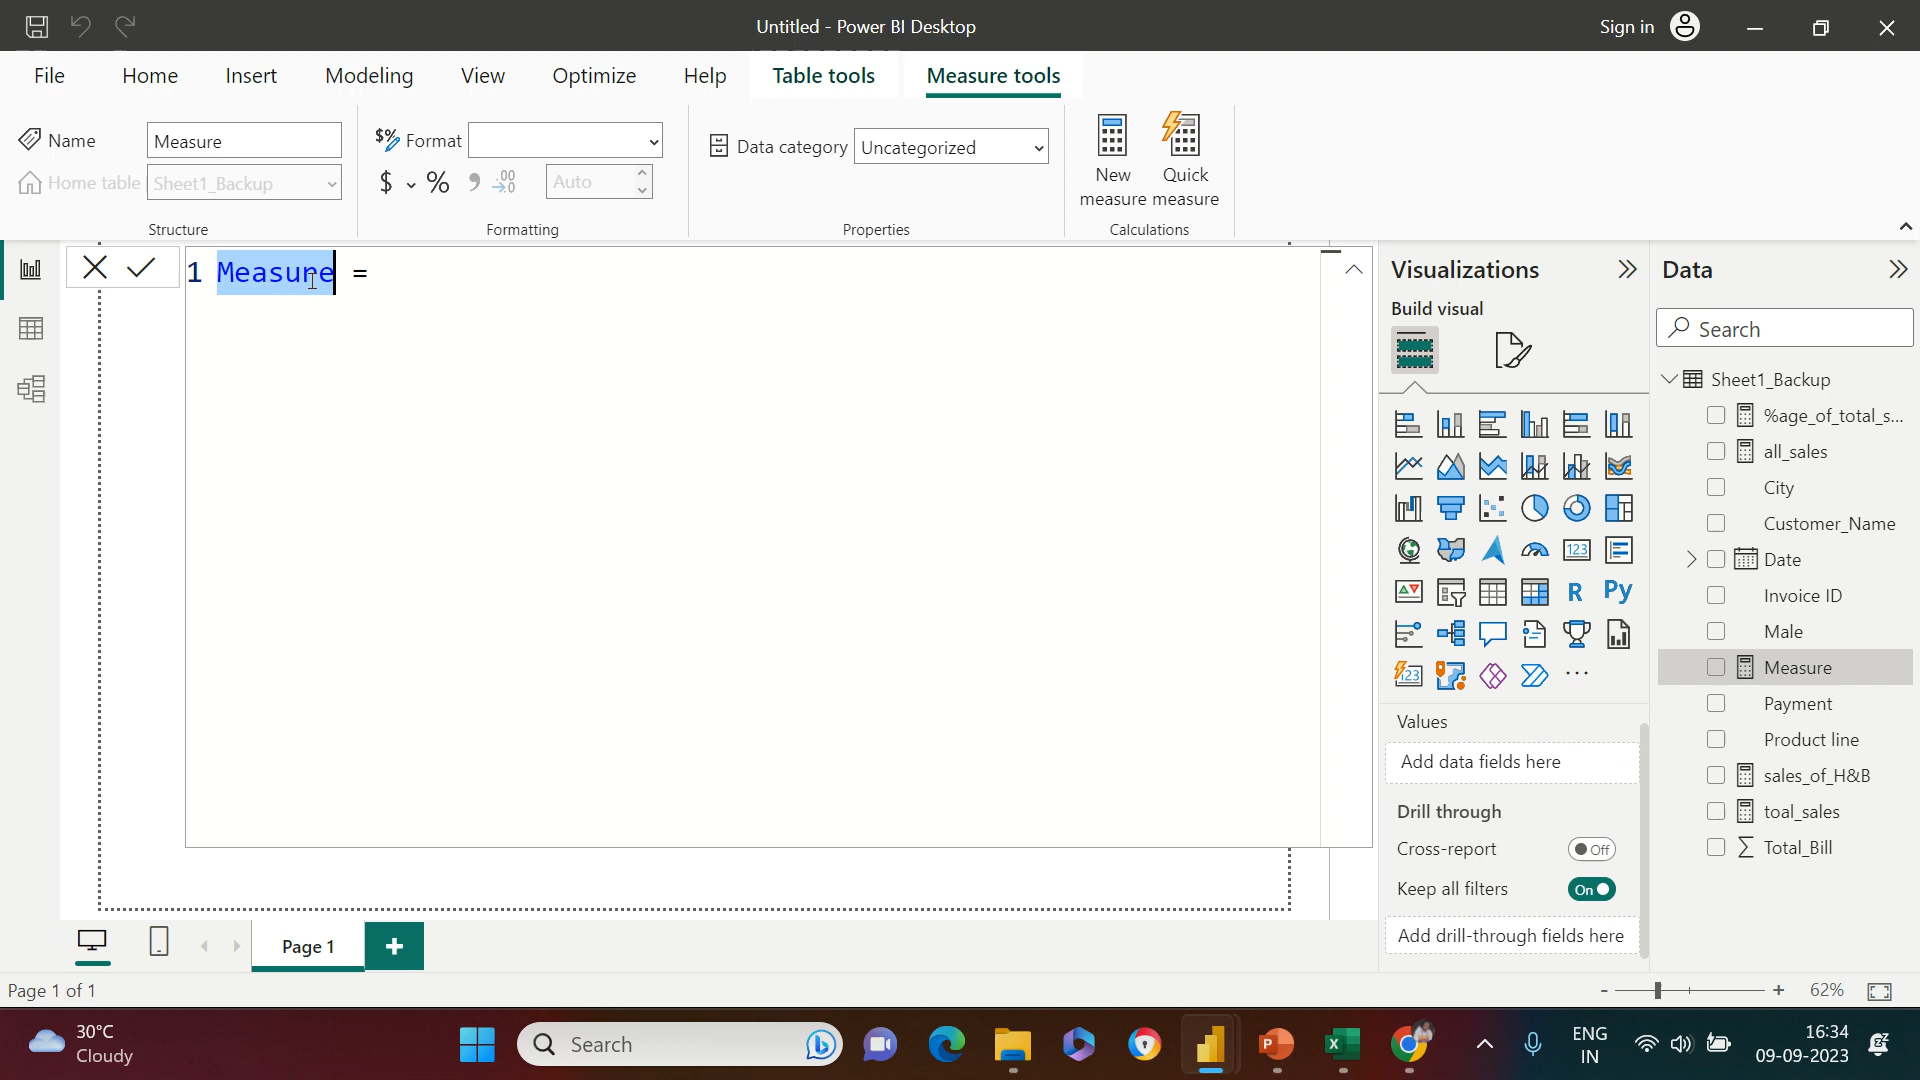 Untitled - Power BI Desktop
Sign in
File Home Insert Modeling View Optimize Help Table tools Measure tools
Name Measure
Home table Sheet1_Backup
Structure
$% Format
$ % 9 .00
Auto
Formatting
Data category Uncategorized
Properties
New measure
Quick measure
Calculations
1 Measure =
Visualizations
Build visual
123
R Py
123
Values
Add data fields here
Drill through
Cross-report Off
Keep all filters On
Add drill-through fields here
Data
Search
Sheet1_Backup
%age_of_total_s...
all_sales
City
Customer_Name
Date
Invoice ID
Male
Measure
Payment
Product line
sales_of_H&B
toal_sales
Total_Bill
Page 1
Page 1 of 1
- + 62%
30°C
Cloudy
Search
ENG
IN
16:34
09-09-2023